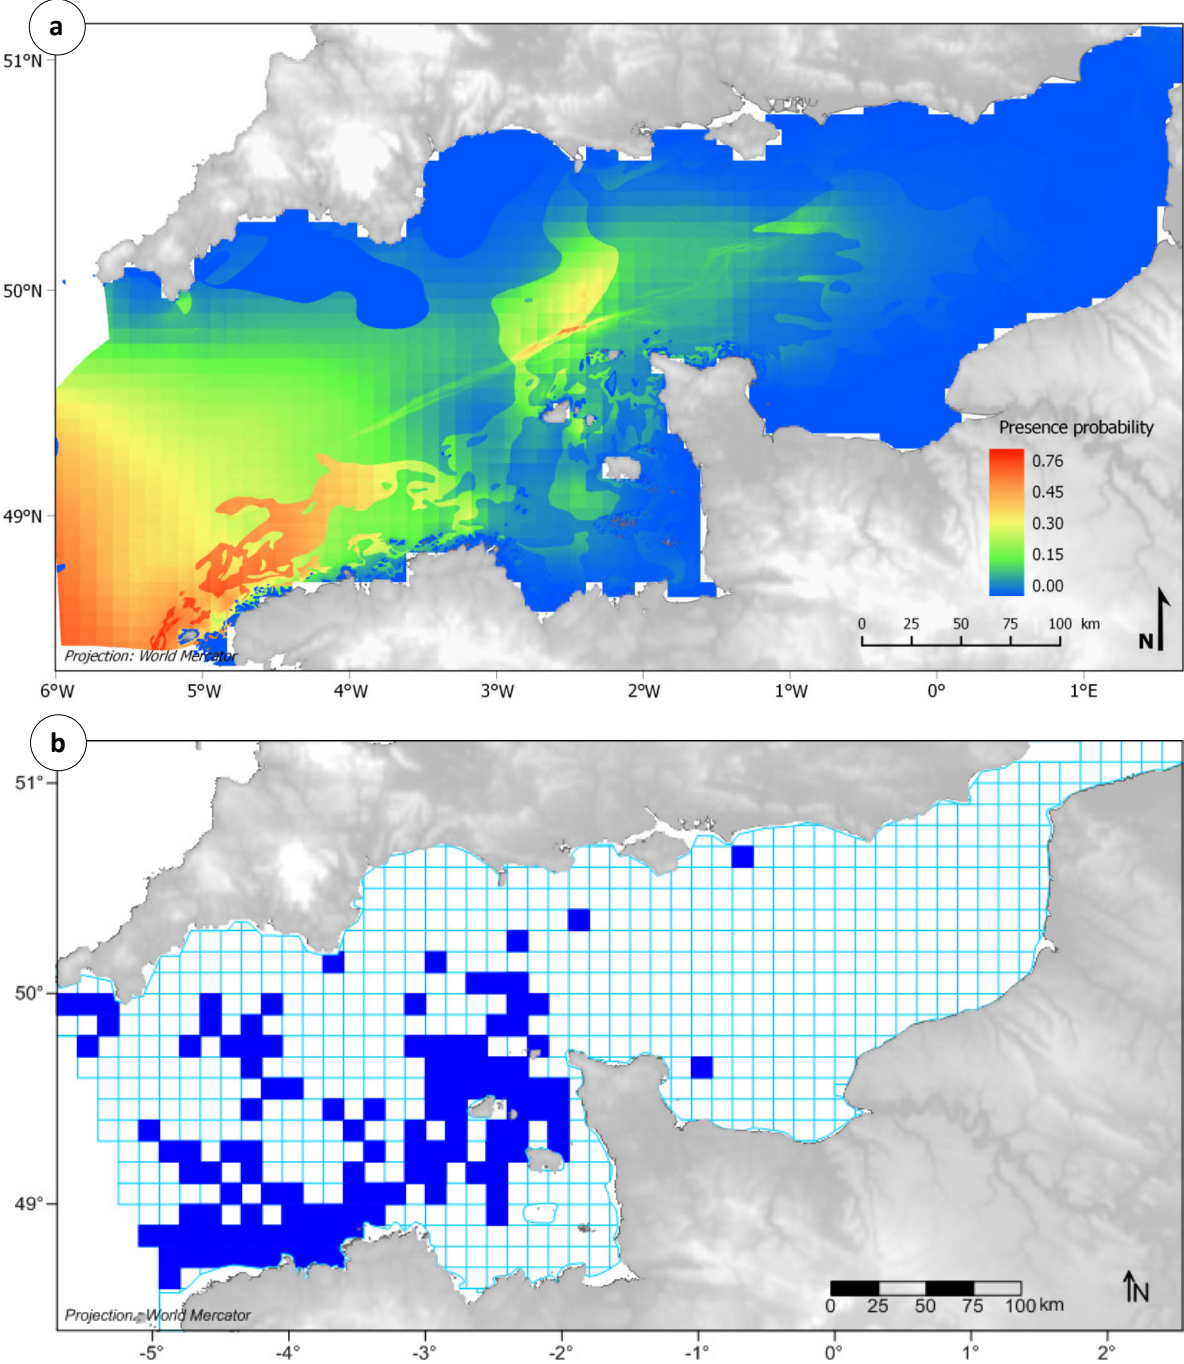 a
51°N
50°N
49°N
Presence probability
0.76
0.45
0.30
0.15
0.00
0 25 50 75 100 km
N
Projection: World Mercator
6°W 5°W 4°W 3°W 2°W 1°W 0° 1°E
b
51°
50°
49°
N
0 25 50 75 100 km
Projection: World Mercator
-5° -4° -3° -2° -1° 0° 1° 2°